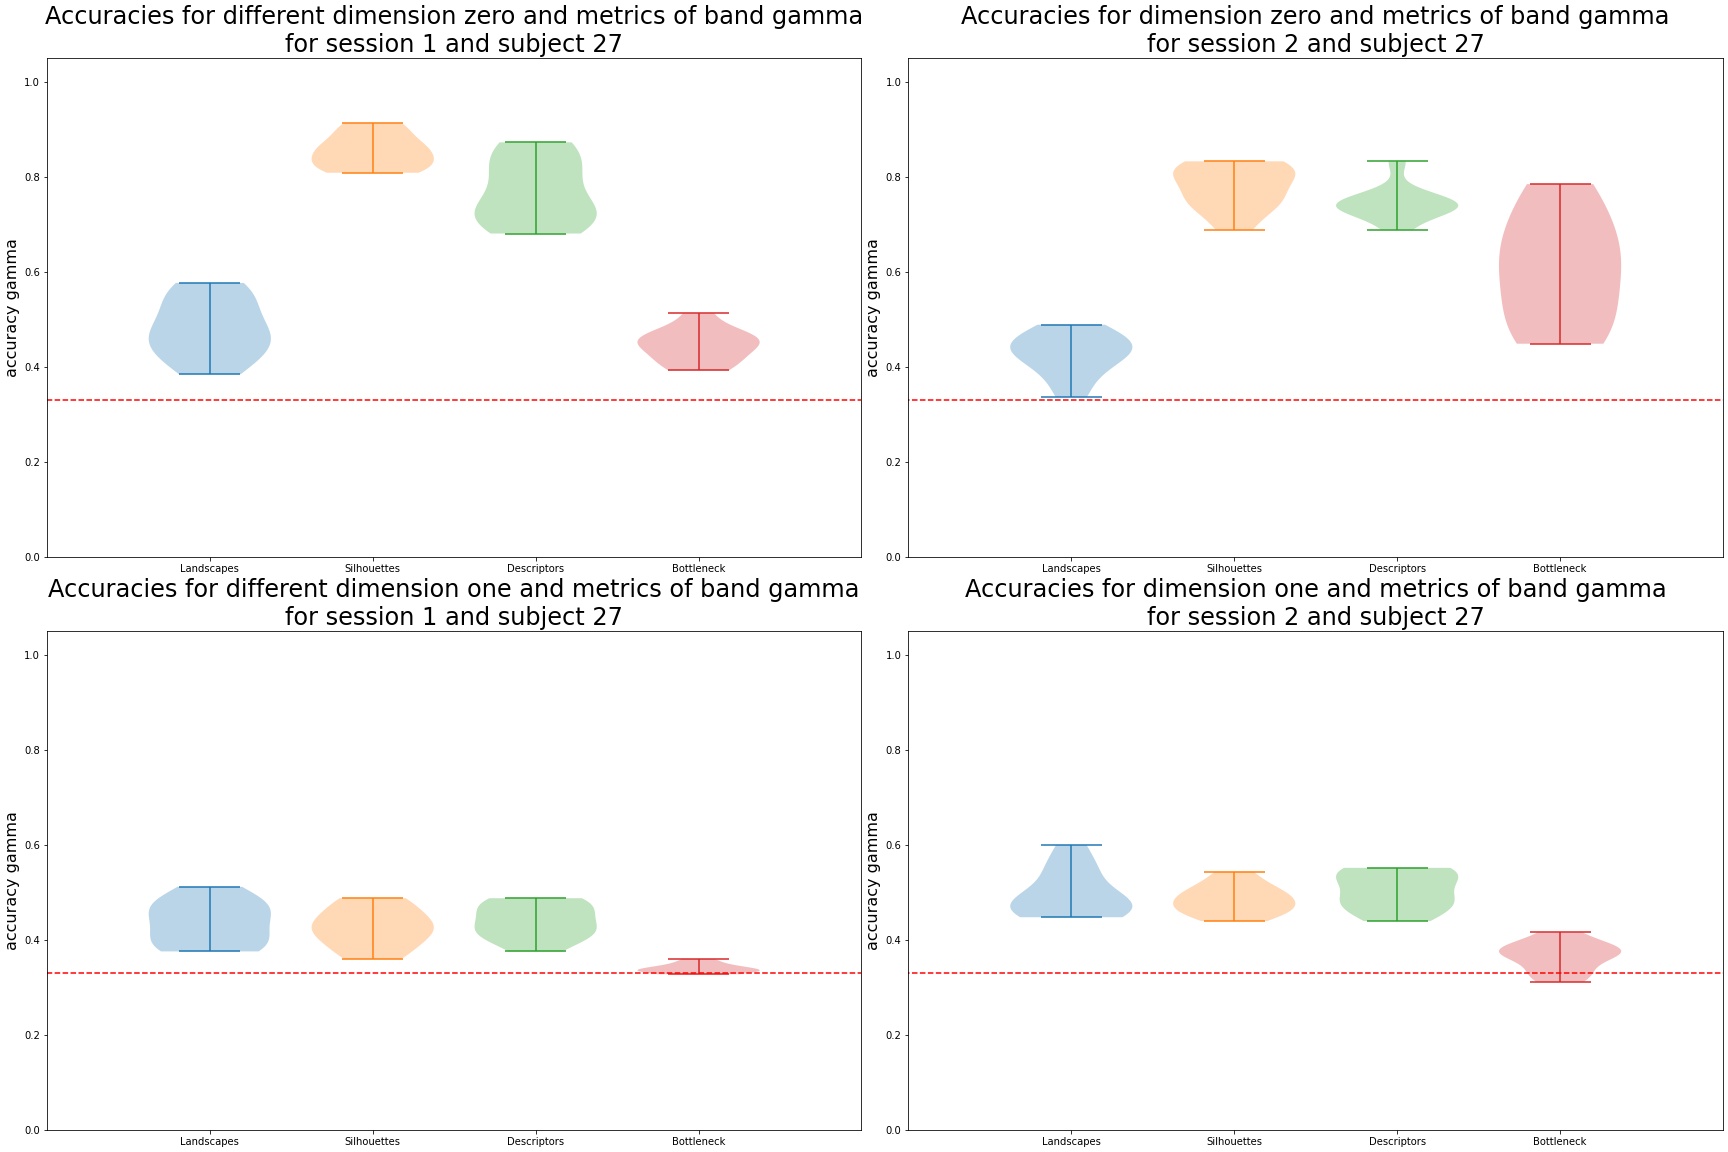 Accuracies for different dimension zero and metrics of band gamma
for session 1 and subject 27
accuracy gamma
1.0
0.8
0.6
0.4
0.2
0.0
Landscapes Silhouettes Descriptors Bottleneck
Accuracies for dimension zero and metrics of band gamma
for session 2 and subject 27
accuracy gamma
1.0
0.8
0.6
0.4
0.2
0.0
Landscapes Silhouettes Descriptors Bottleneck
Accuracies for different dimension one and metrics of band gamma
for session 1 and subject 27
accuracy gamma
1.0
0.8
0.6
0.4
0.2
0.0
Landscapes Silhouettes Descriptors Bottleneck
Accuracies for dimension one and metrics of band gamma
for session 2 and subject 27
accuracy gamma
1.0
0.8
0.6
0.4
0.2
0.0
Landscapes Silhouettes Descriptors Bottleneck